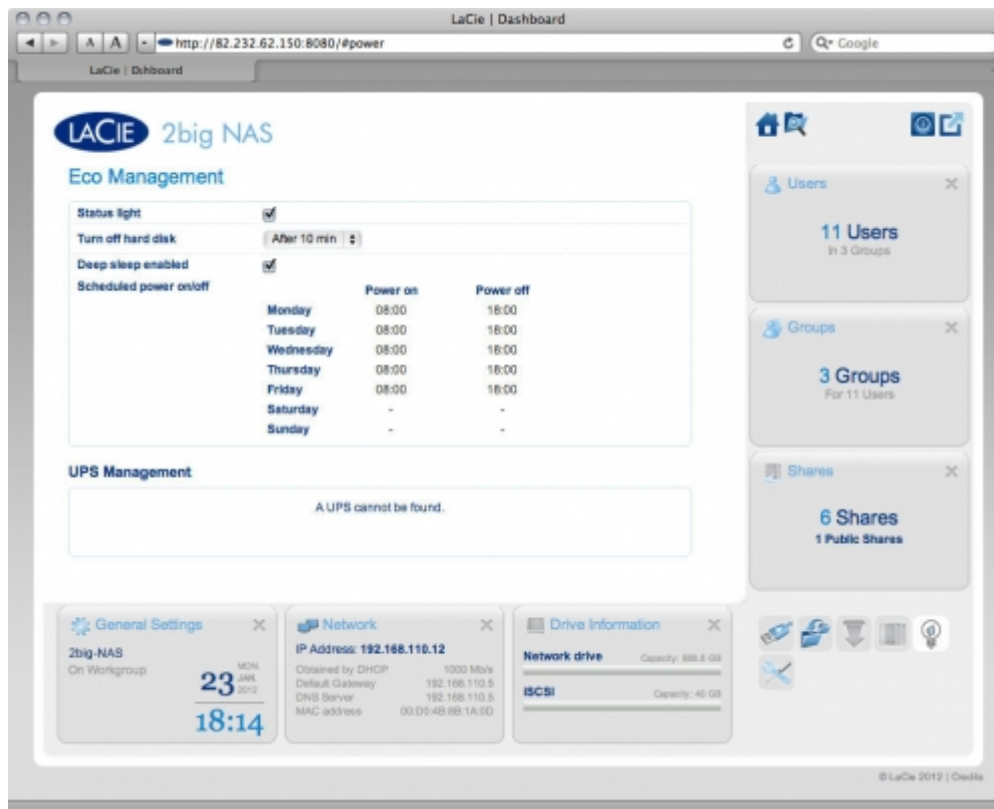 LaCie | Dashboard
http://82.232.62.150:8080/#power
Google
LaCie | Dashboard
LACIE 2big NAS
Eco Management
Status light
Turn off hard disk After 10 min
Deep sleep enabled
Scheduled power on/off
Power on Power off
Monday 08:00 18:00
Tuesday 08:00 18:00
Wednesday 08:00 18:00
Thursday 08:00 18:00
Friday 08:00 18:00
Saturday - -
Sunday - -
UPS Management
A UPS cannot be found.
Users
11 Users
In 3 Groups
Groups
3 Groups
For 11 Users
Shares
6 Shares
1 Public Shares
General Settings
2big-NAS
On Workgroup
23 MON. JAN. 2012
18:14
Network
IP Address: 192.168.110.12
Obtained by DHCP 1000 Mb/s
Default Gateway 192.168.110.5
DNS Server 192.168.110.5
MAC address 00:D0:4B:8B:1A:0D
Drive Information
Network drive Capacity: GB
iSCSI Capacity: 40 GB
© LaCie 2012 | Credits